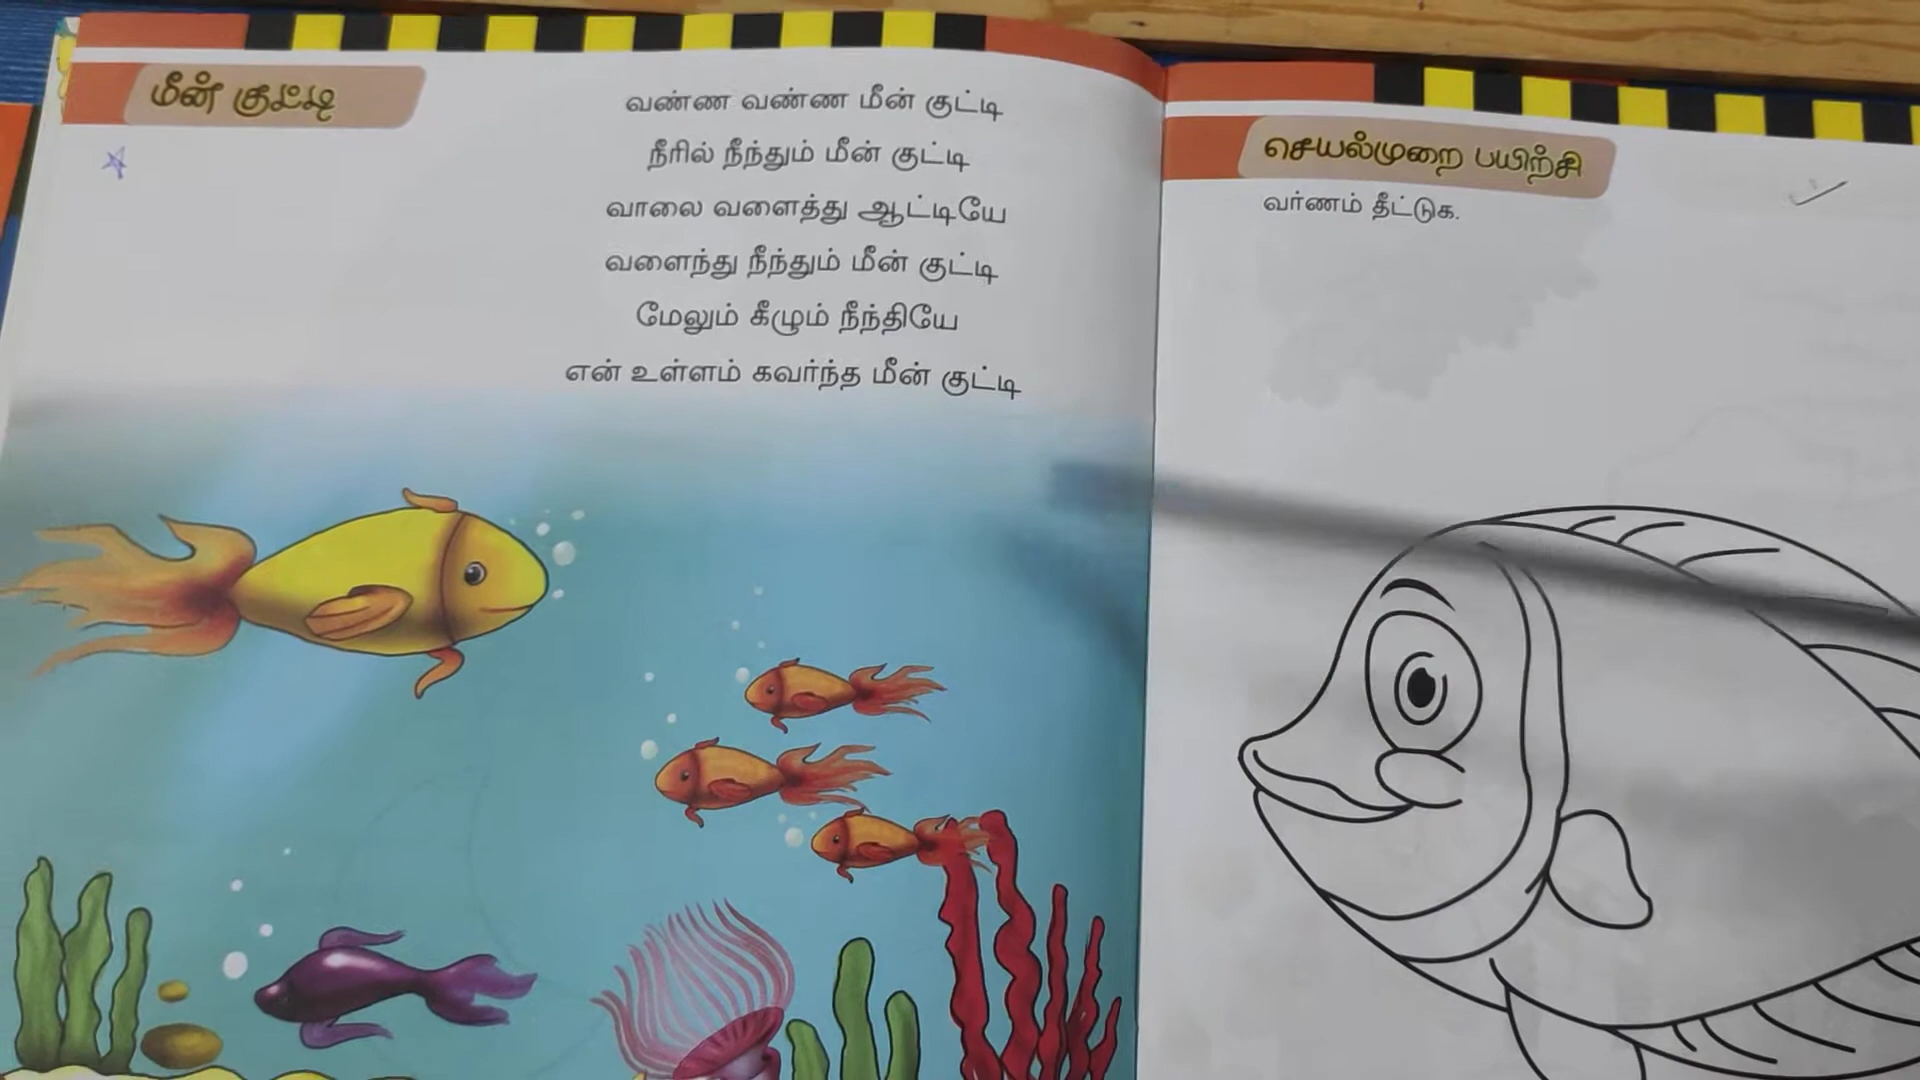 மீன் குட்டி
வண்ண வண்ண மீன் குட்டி
நீரில் நீந்தும் மீன் குட்டி
வாலை வளைத்து ஆட்டியே
வளைந்து நீந்தும் மீன் குட்டி
மேலும் கீழும் நீந்தியே
என் உள்ளம் கவர்ந்த மீன் குட்டி
செயல்முறை பயிற்சி
வர்ணம் தீட்டுக.